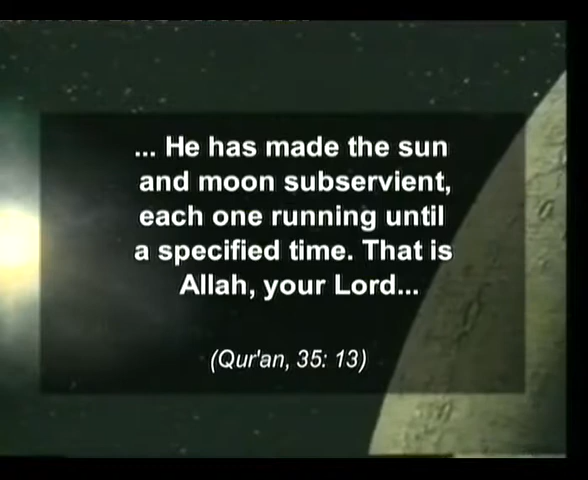 ... He has made the sun
and moon subservient,
each one running until
a specified time. That is
Allah, your Lord...
(Qur'an, 35: 13)